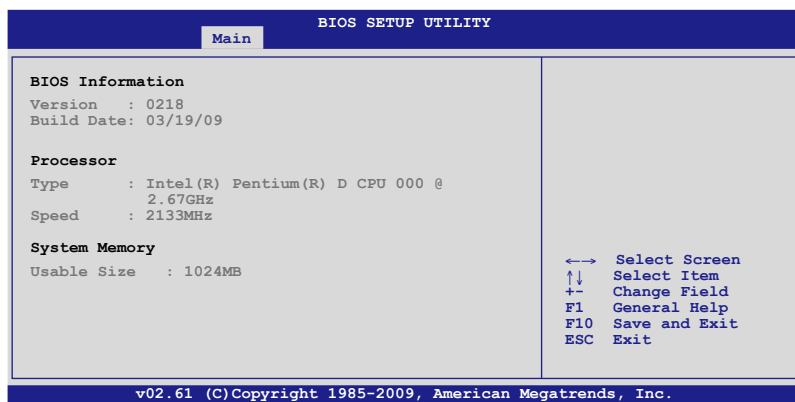 BIOS SETUP UTILITY
Main
BIOS Information
Version : 0218
Build Date: 03/19/09
Processor
Type : Intel(R) Pentium(R) D CPU 000 @
2.67GHz
Speed : 2133MHz
System Memory
Usable Size : 1024MB
←→ Select Screen
↑↓ Select Item
+- Change Field
F1 General Help
F10 Save and Exit
ESC Exit
v02.61 (C)Copyright 1985-2009, American Megatrends, Inc.